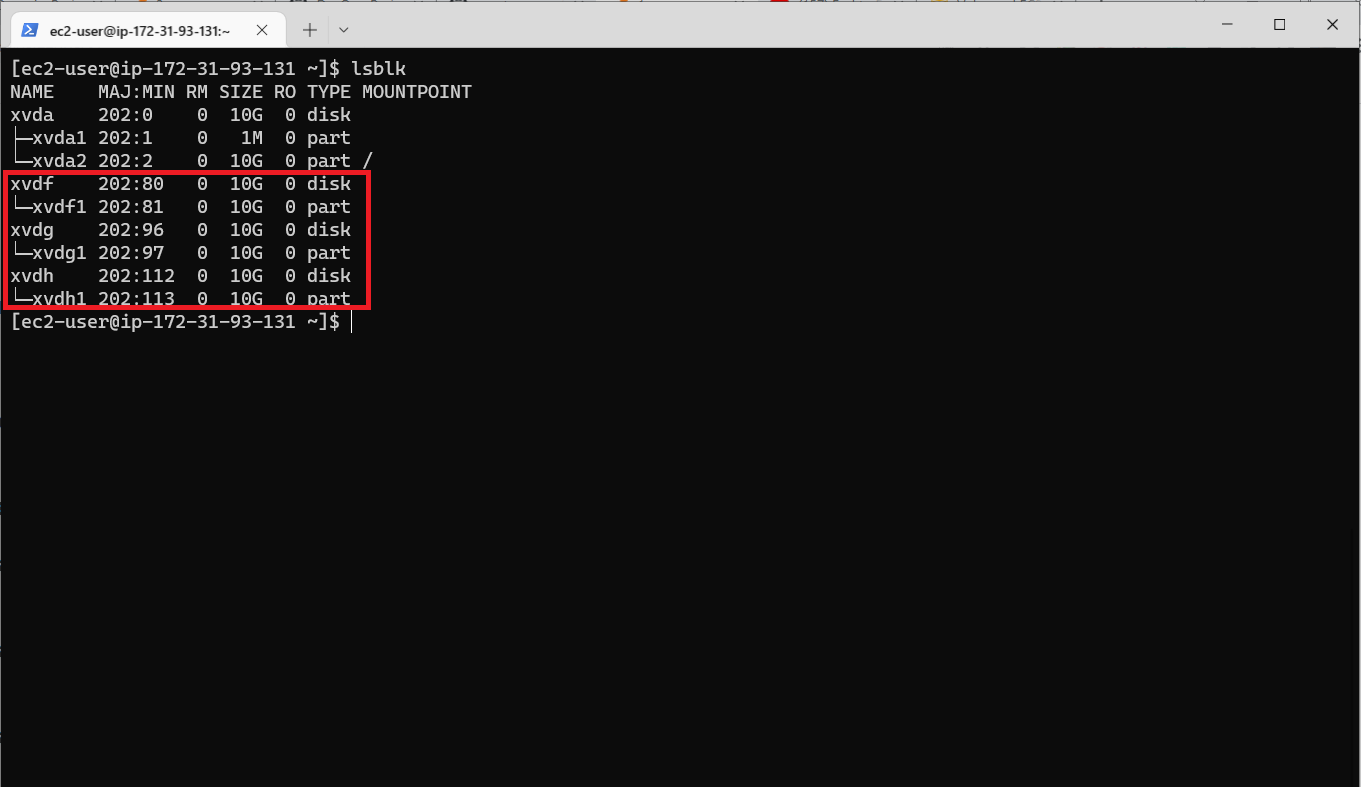 ec2-user@ip-172-31-93-131:~
[ec2-user@ip-172-31-93-131 ~]$ lsblk
NAME    MAJ:MIN RM SIZE RO TYPE MOUNTPOINT
xvda    202:0    0  10G  0 disk
├─xvda1 202:1    0   1M  0 part
└─xvda2 202:2    0  10G  0 part /
xvdf    202:80   0  10G  0 disk
└─xvdf1 202:81   0  10G  0 part
xvdg    202:96   0  10G  0 disk
└─xvdg1 202:97   0  10G  0 part
xvdh    202:112  0  10G  0 disk
└─xvdh1 202:113  0  10G  0 part
[ec2-user@ip-172-31-93-131 ~]$